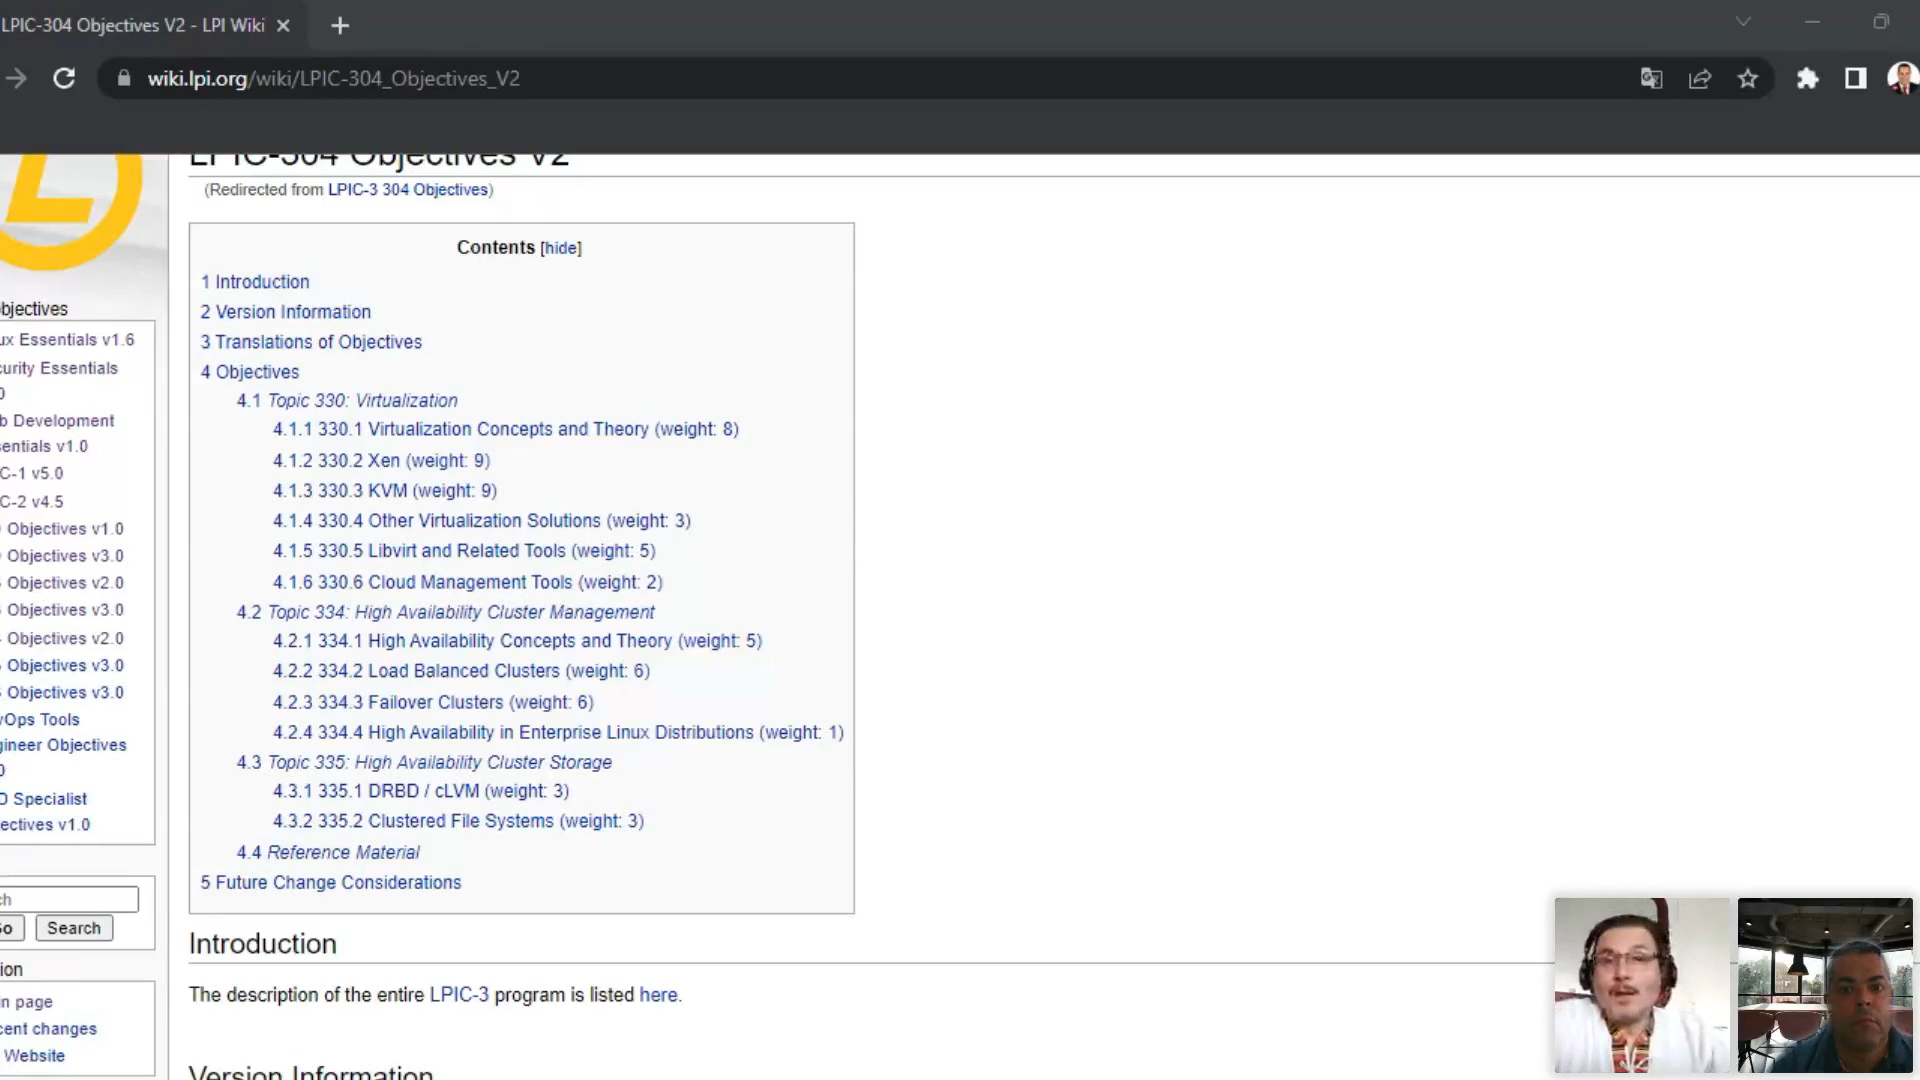 LPIC-304 Objectives V2 - LPI Wiki
wiki.lpi.org/wiki/LPIC-304_Objectives_V2
LPIC-304 Objectives V2
(Redirected from LPIC-3 304 Objectives)
Contents [hide]
1 Introduction
2 Version Information
3 Translations of Objectives
4 Objectives
4.1 Topic 330: Virtualization
4.1.1 330.1 Virtualization Concepts and Theory (weight: 8)
4.1.2 330.2 Xen (weight: 9)
4.1.3 330.3 KVM (weight: 9)
4.1.4 330.4 Other Virtualization Solutions (weight: 3)
4.1.5 330.5 Libvirt and Related Tools (weight: 5)
4.1.6 330.6 Cloud Management Tools (weight: 2)
4.2 Topic 334: High Availability Cluster Management
4.2.1 334.1 High Availability Concepts and Theory (weight: 5)
4.2.2 334.2 Load Balanced Clusters (weight: 6)
4.2.3 334.3 Failover Clusters (weight: 6)
4.2.4 334.4 High Availability in Enterprise Linux Distributions (weight: 1)
4.3 Topic 335: High Availability Cluster Storage
4.3.1 335.1 DRBD / cLVM (weight: 3)
4.3.2 335.2 Clustered File Systems (weight: 3)
4.4 Reference Material
5 Future Change Considerations
Introduction
The description of the entire LPIC-3 program is listed here.
Version Information
bjectives
ux Essentials v1.6
curity Essentials
0
b Development
sentials v1.0
C-1 v5.0
C-2 v4.5
Objectives v1.0
Objectives v3.0
Objectives v2.0
Objectives v3.0
Objectives v2.0
Objectives v3.0
Objectives v3.0
vOps Tools
gineer Objectives
0
D Specialist
ectives v1.0
ch
Go Search
ion
in page
cent changes
Website